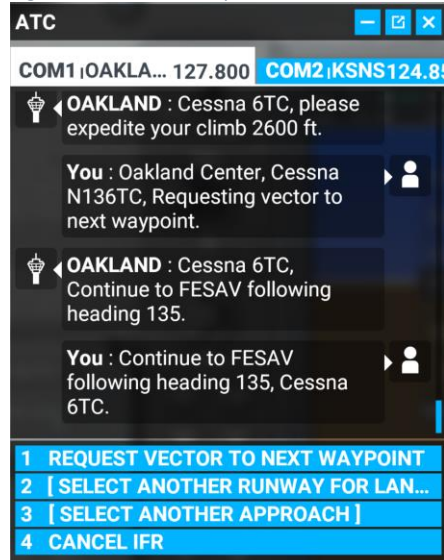 ATC
COM1 OAKLA... 127.800 COM2 KSNS 124.8
OAKLAND : Cessna 6TC, please
expedite your climb 2600 ft.
You : Oakland Center, Cessna
N136TC, Requesting vector to
next waypoint.
OAKLAND : Cessna 6TC,
Continue to FESAV following
heading 135.
You : Continue to FESAV
following heading 135, Cessna
6TC.
1 REQUEST VECTOR TO NEXT WAYPOINT
2 [ SELECT ANOTHER RUNWAY FOR LAN...
3 [ SELECT ANOTHER APPROACH ]
4 CANCEL IFR